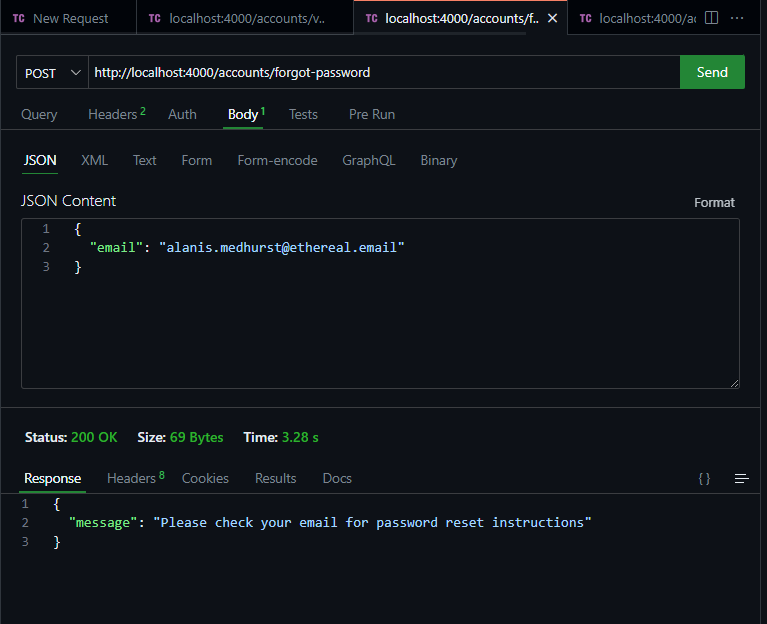 TC New Request TC localhost:4000/accounts/v.. TC localhost:4000/accounts/f.. × TC localhost:4000/ac ...
POST http://localhost:4000/accounts/forgot-password Send
Query Headers 2 Auth Body 1 Tests Pre Run
JSON XML Text Form Form-encode GraphQL Binary
JSON Content Format
1 {
2 "email": "alanis.medhurst@ethereal.email"
3 }
Status: 200 OK Size: 69 Bytes Time: 3.28 s
Response Headers 8 Cookies Results Docs { }
1 {
2 "message": "Please check your email for password reset instructions"
3 }